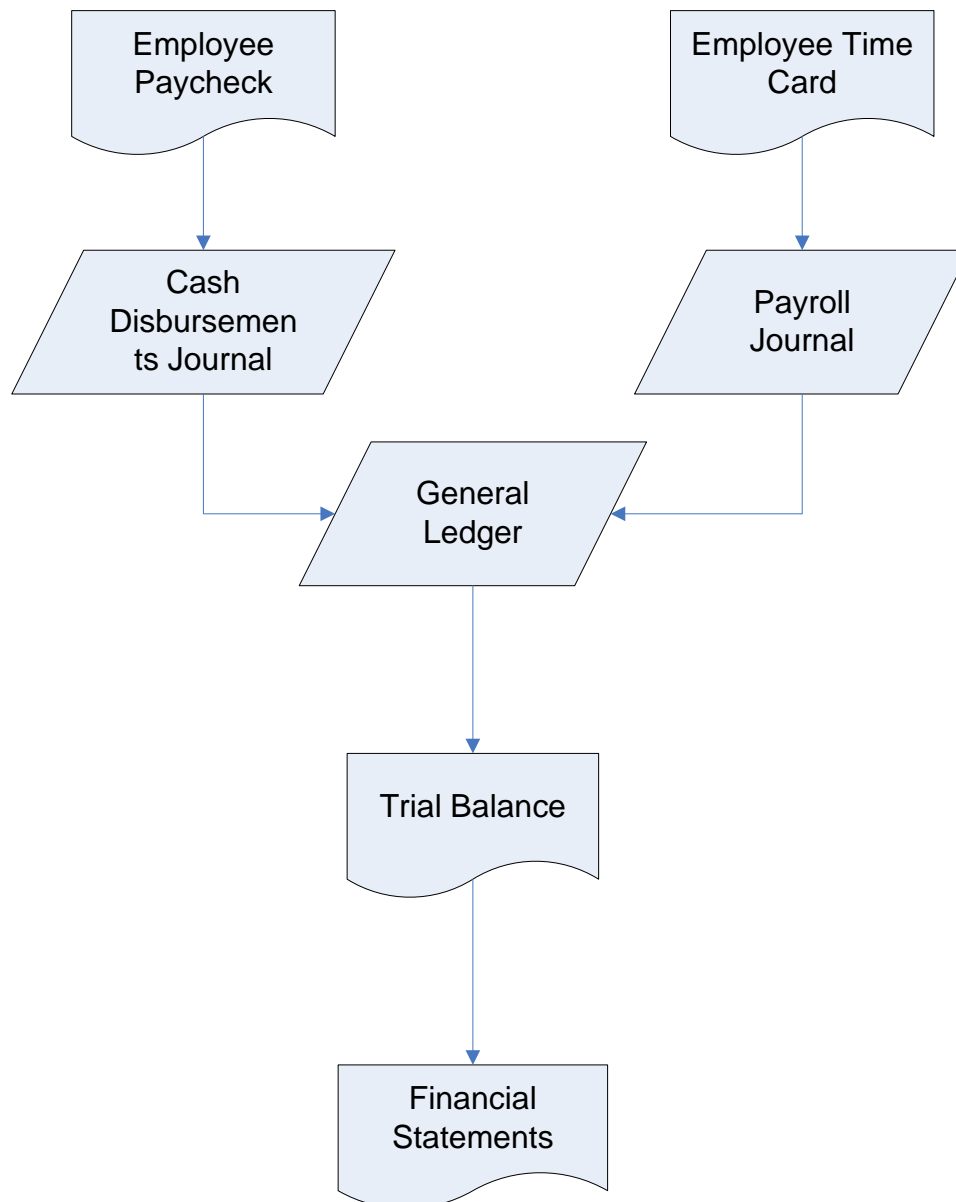 Employee
Paycheck
Employee Time
Card
Cash
Disbursemen
ts Journal
Payroll
Journal
General
Ledger
Trial Balance
Financial
Statements